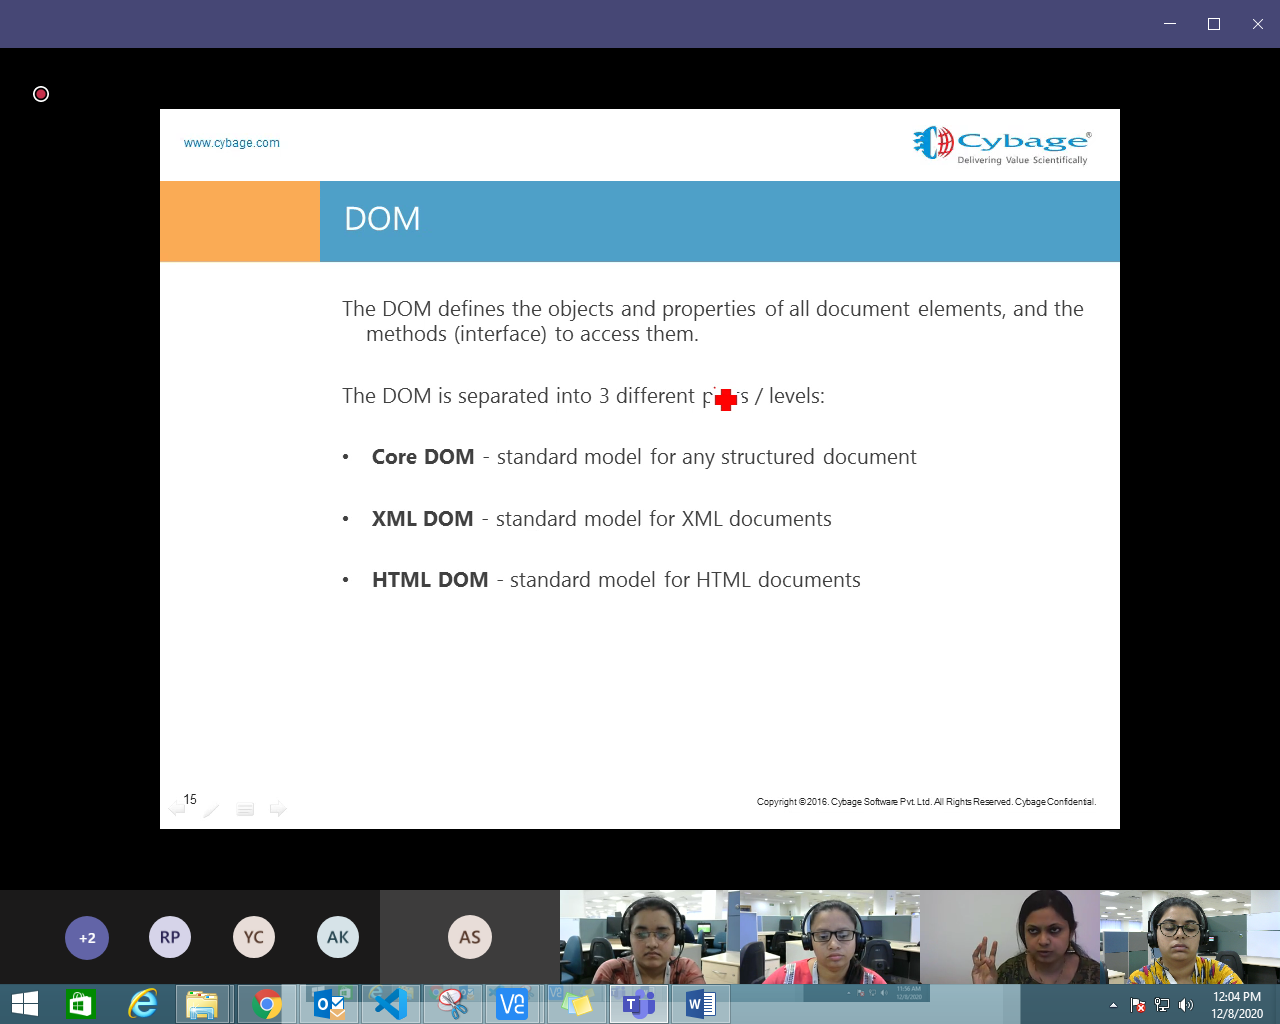 www.cybage.com
Cybage®
Delivering Value Scientifically
DOM
The DOM defines the objects and properties of all document elements, and the
methods (interface) to access them.
The DOM is separated into 3 different / levels:
• Core DOM - standard model for any structured document
• XML DOM - standard model for XML documents
• HTML DOM - standard model for HTML documents
15
Copyright © 2016. Cybage Software Pvt. Ltd. All Rights Reserved. Cybage Confidential.
+2
RP
YC
AK
AS
12:04 PM
12/8/2020